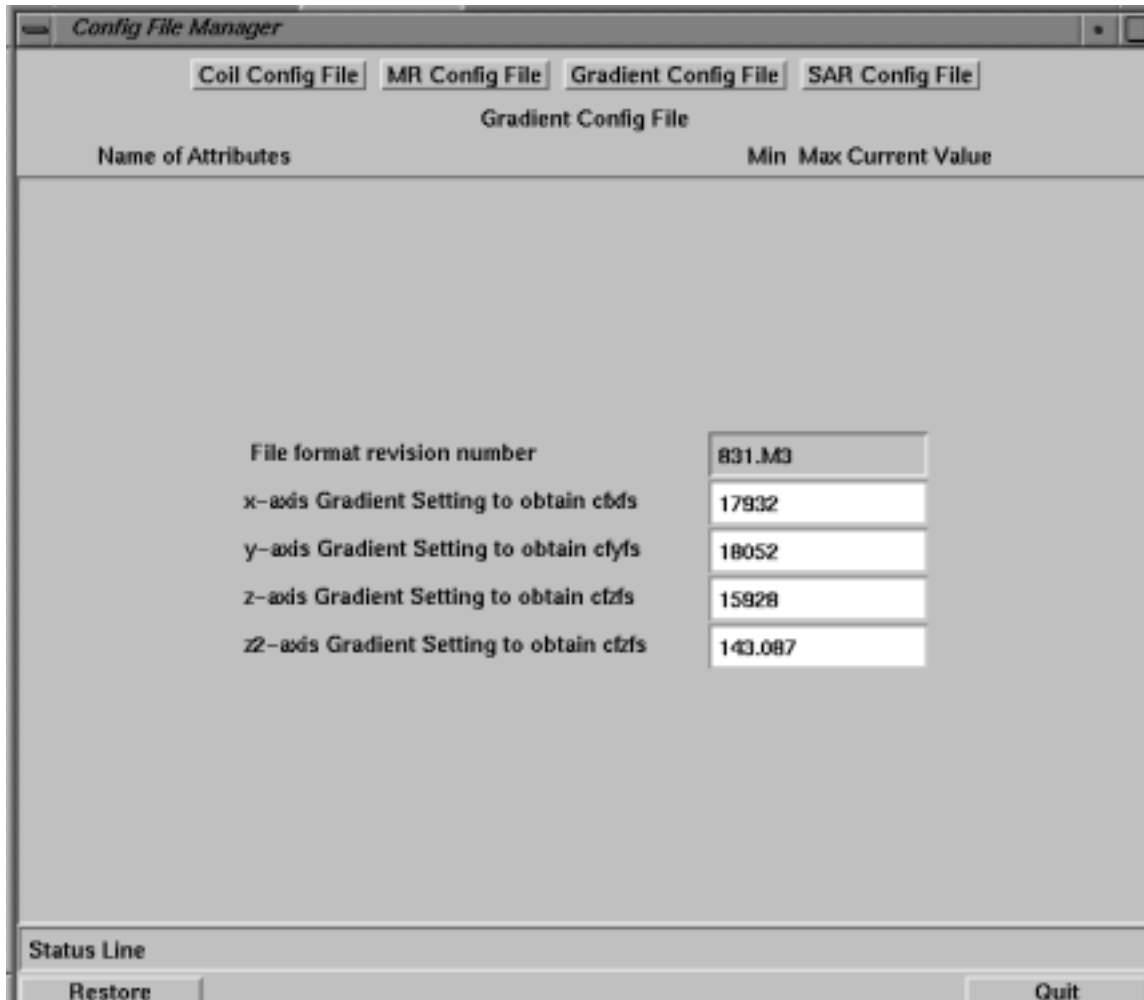 Config File Manager
Coil Config File MR Config File Gradient Config File SAR Config File
Gradient Config File
Name of Attributes Min Max Current Value
File format revision number 831.M3
x-axis Gradient Setting to obtain cfxfs 17932
y-axis Gradient Setting to obtain cfyfs 18052
z-axis Gradient Setting to obtain cfzfs 15928
z2-axis Gradient Setting to obtain cfzfs 143.087
Status Line
Restore Quit